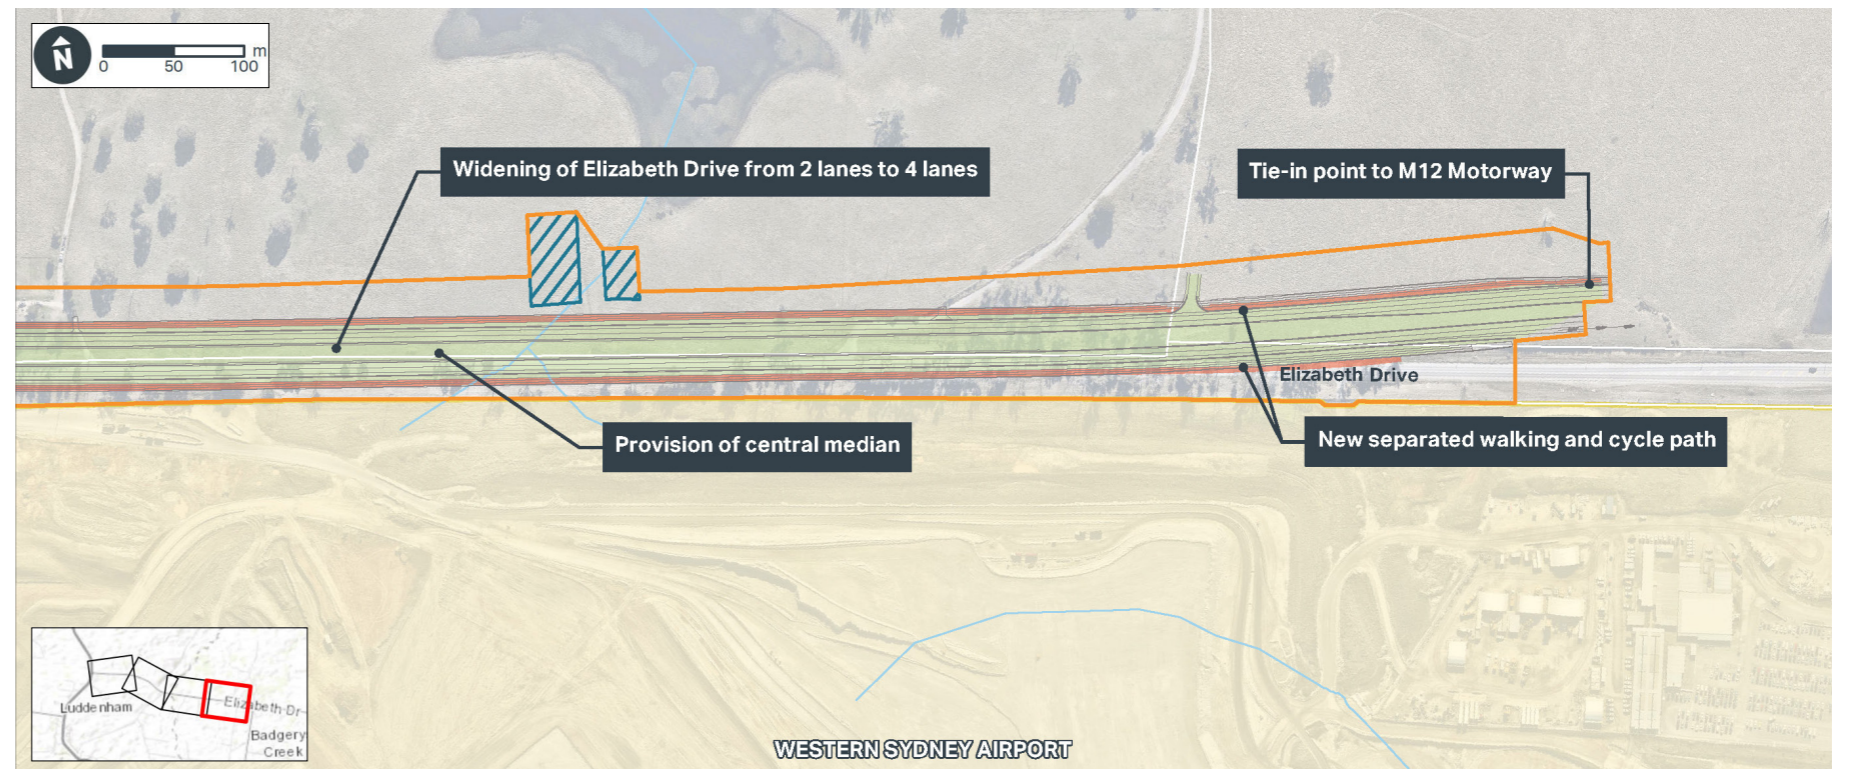 N
m
0 50 100
Widening of Elizabeth Drive from 2 lanes to 4 lanes
Tie-in point to M12 Motorway
Elizabeth Drive
Provision of central median
New separated walking and cycle path
Luddenham
Elizabeth-Dr
Badgery
Creek
WESTERN SYDNEY AIRPORT